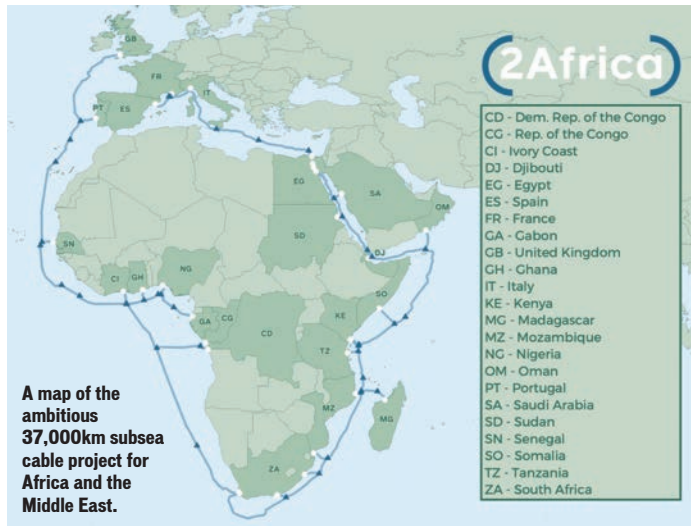 (2Africa)
GB
FR
IT
PT
ES
EG
SA
OM
SN
SD
DJ
CI
GH
NG
SO
GA
CG
CD
KE
TZ
MZ
MG
ZA
CD - Dem. Rep. of the Congo
CG - Rep. of the Congo
CI - Ivory Coast
DJ - Djibouti
EG - Egypt
ES - Spain
FR - France
GA - Gabon
GB - United Kingdom
GH - Ghana
IT - Italy
KE - Kenya
MG - Madagascar
MZ - Mozambique
NG - Nigeria
OM - Oman
PT - Portugal
SA - Saudi Arabia
SD - Sudan
SN - Senegal
SO - Somalia
TZ - Tanzania
ZA - South Africa
A map of the
ambitious
37,000km subsea
cable project for
Africa and the
Middle East.